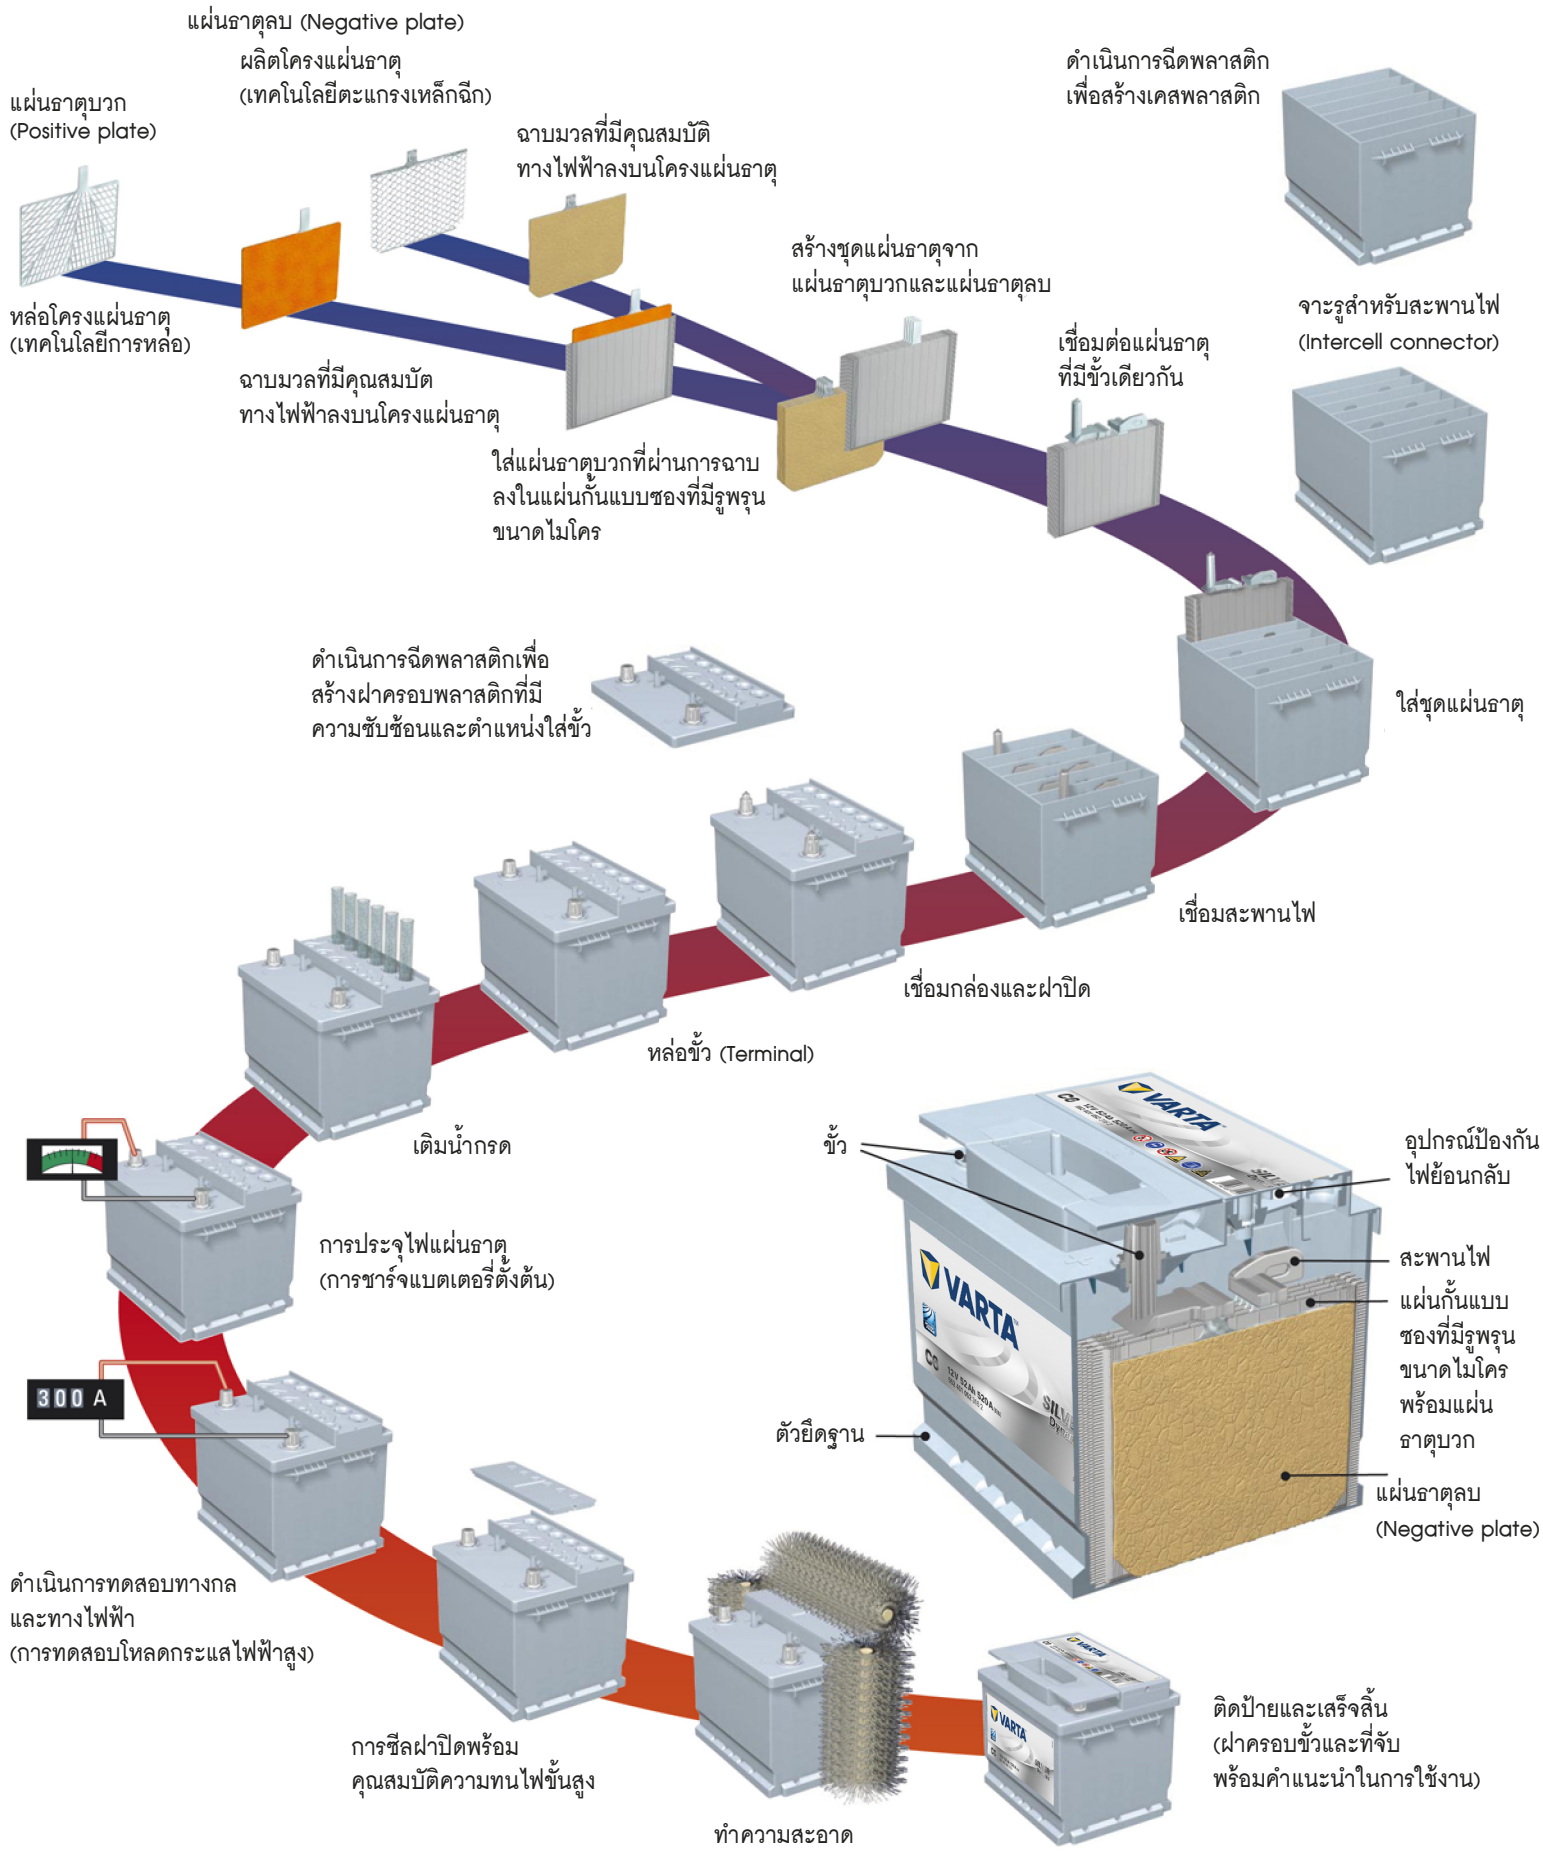 แผ่นธาตุลบ (Negative plate)
ผลิตโครงแผ่นธาตุ
(เทคโนโลยีตะแกรงเหล็กฉีก)
แผ่นธาตุบวก
(Positive plate)
ฉาบมวลที่มีคุณสมบัติ
ทางไฟฟ้าลงบนโครงแผ่นธาตุ
ดำเนินการฉีดพลาสติก
เพื่อสร้างเคสพลาสติก
สร้างชุดแผ่นธาตุจาก
แผ่นธาตุบวกและแผ่นธาตุลบ
หล่อโครงแผ่นธาตุ
(เทคโนโลยีการหล่อ)
จาะรูสำหรับสะพานไฟ
(Intercell connector)
เชื่อมต่อแผ่นธาตุ
ที่มีขั้วเดียวกัน
ฉาบมวลที่มีคุณสมบัต
ทางไฟฟ้าลงบนโครงแผ่นธาตุ
ใส่แผ่นธาตุบวกที่ผ่านการฉาบ
ลงในแผ่นกั้นแบบซองที่มีรูพรุน
ขนาดไมโคร
ดำเนินการฉีดพลาสติกเพื่อ
สร้างฝาครอบพลาสติกที่มี
ความซับซ้อนและตำแหน่งใส่ขั้ว
ใส่ชุดแผ่นธาตุ
เชื่อมสะพานไฟ
เชื่อมกล่องและฝาปิด
หล่อขั้ว (Terminal)
เติมน้ำกรด
การประจุไฟแผ่นธาตุ
(การชาร์จแบตเตอรี่ตั้งต้น)
300 A
ดำเนินการทดสอบทางกล
และทางไฟฟ้า
(การทดสอบโหลดกระแสไฟฟ้าสูง)
การซีลฝาปิดพร้อม
คุณสมบัติความทนไฟขั้นสูง
ทำความสะอาด
VARTA
ติดป้ายและเสร็จสิ้น
(ฝาครอบขั้วและที่จับ
พร้อมคำแนะนำในการใช้งาน)
ขั้ว
VARTA
C6
12V 52Ah 520A
อุปกรณ์ป้องกัน
ไฟย้อนกลับ
สะพานไฟ
แผ่นกั้นแบบ
ซองที่มีรูพรุน
ขนาดไมโคร
พร้อมแผ่น
ธาตุบวก
VARTA
C6
12V 52Ah 520A
ตัวยึดฐาน
แผ่นธาตุลบ
(Negative plate)